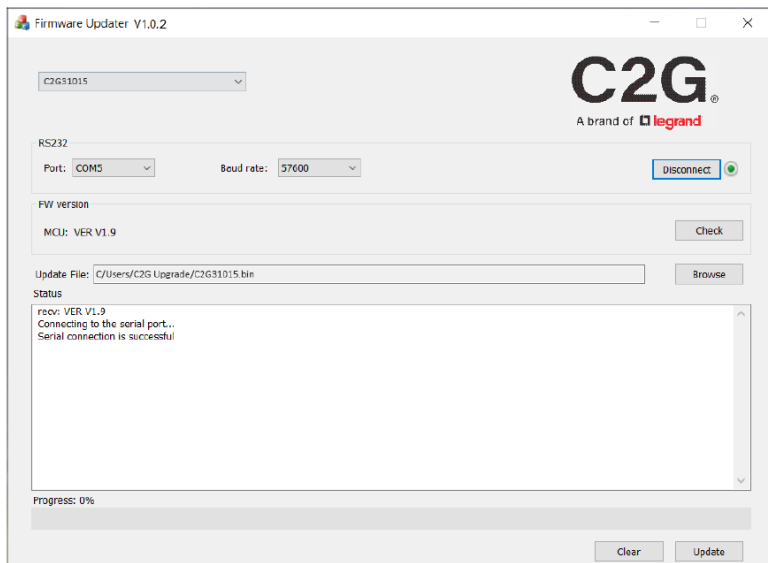 Firmware Updater V1.0.2
C2G31015
C2G®
A brand of legrand
RS232
Port: COM5 Baud rate: 57600 Disconnect
FW version
MCU: VER V1.9 Check
Update File: C/Users/C2G Upgrade/C2G31015.bin Browse
Status
recv: VER V1.9
Connecting to the serial port...
Serial connection is successful
Progress: 0%
Clear Update